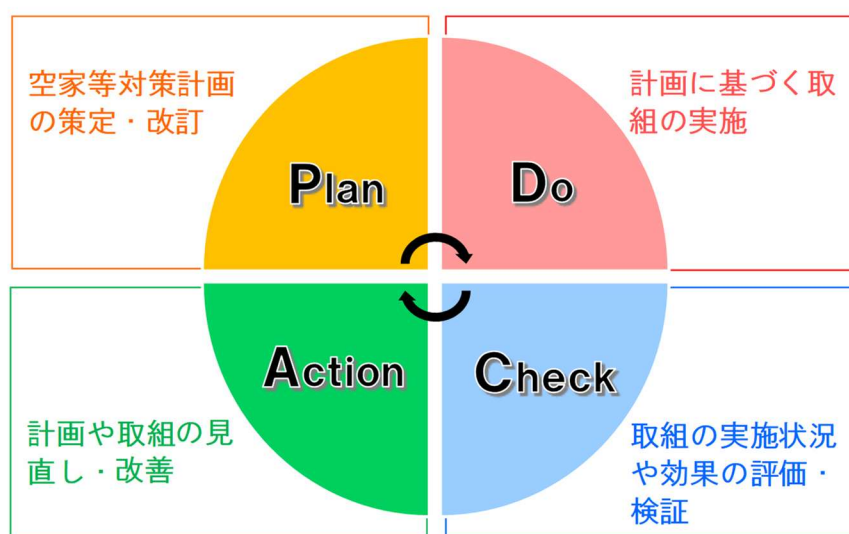 空家等対策計画
の策定・改訂
計画に基づく取
組の実施
Plan
Do
Action
Check
計画や取組の見
直し・改善
取組の実施状況
や効果の評価・
検証